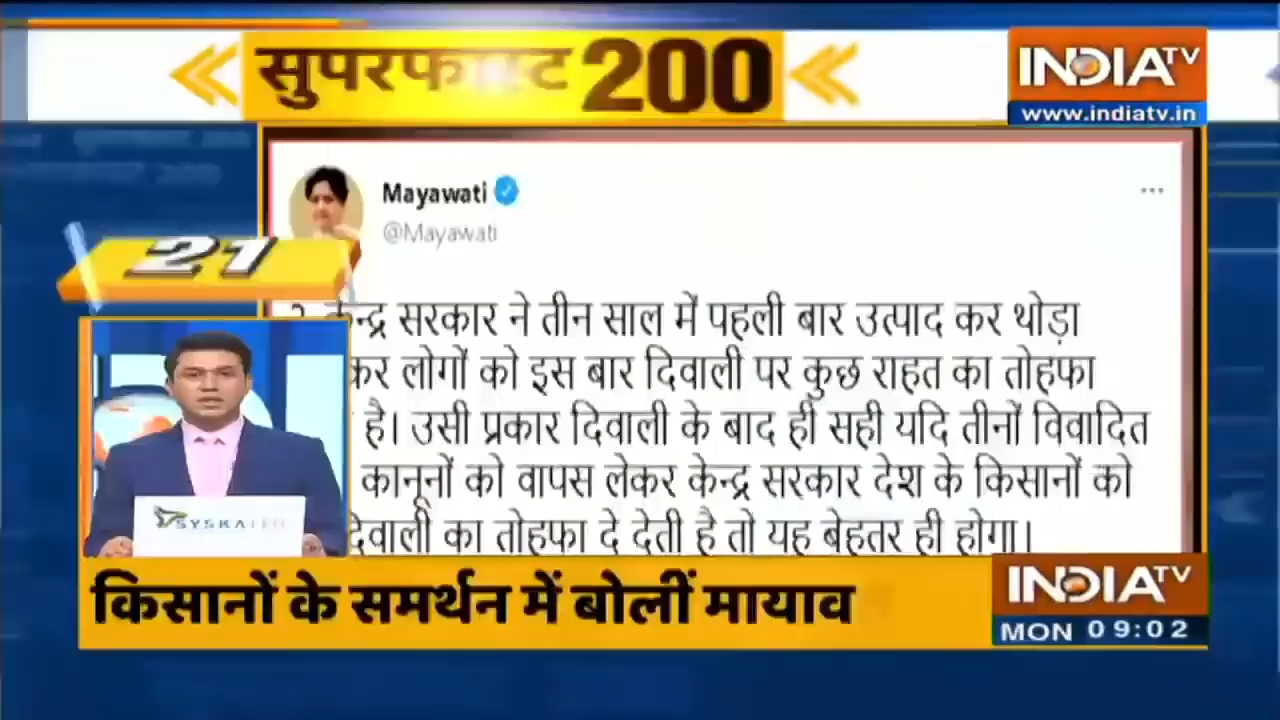 200
INDIA TV
www.indiatv.in
Mayawati
@Mayawati
21
सरकार ने तीन साल में पहली बार उत्पाद कर थोड़ा
कर लोगों को इस बार दिवाली पर कुछ राहत का तोहफा
है। उसी प्रकार दिवाली के बाद ही सही यदि तीनों विवादित
कानूनों को वापस लेकर केन्द्र सरकार देश के किसानों को
दिवाली का तोहफा दे देती है तो यह बेहतर ही होगा।
SYSKA LED
किसानों के समर्थन में बोलीं मायाव
INDIA TV
MON 09:02